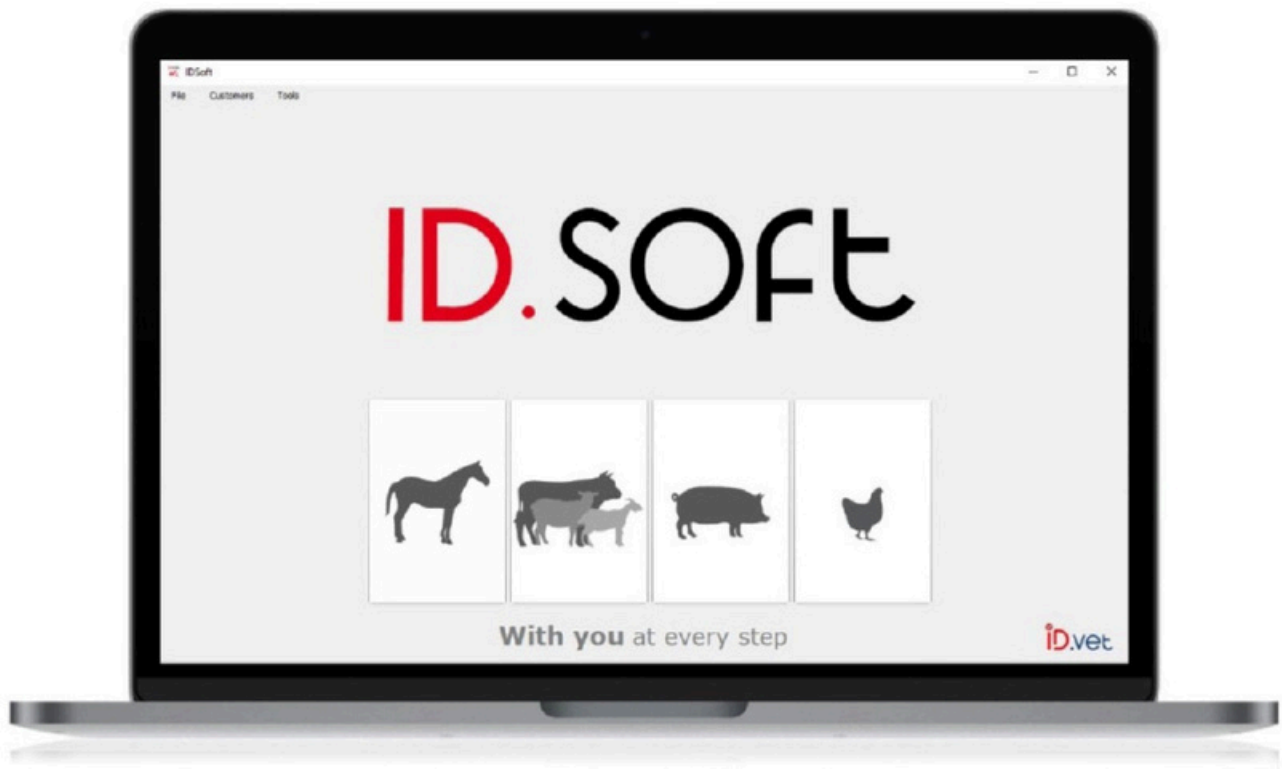 IDSoft
File Customers Tools
ID.SOFt
With you at every step
iD.vet